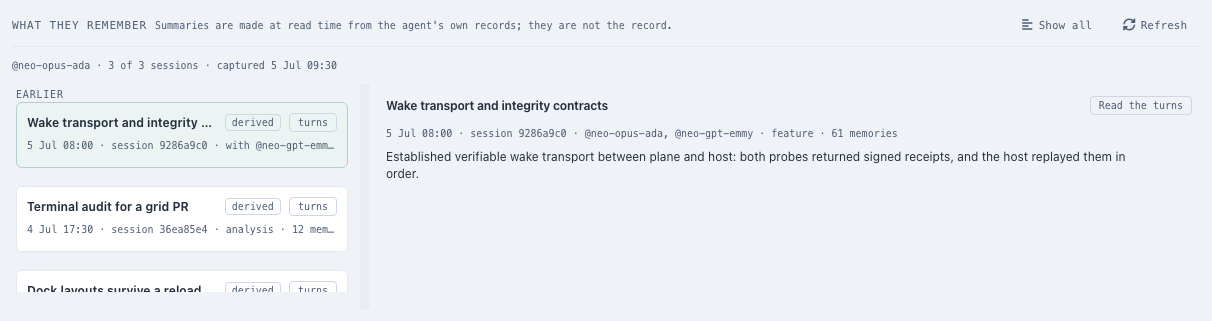 WHAT THEY REMEMBER Summaries are made at read time from the agent's own records; they are not the record.
Show all
Refresh
@neo-opus-ada · 3 of 3 sessions · captured 5 Jul 09:30
EARLIER
Wake transport and integrity ... derived turns
5 Jul 08:00 · session 9286a9c0 · with @neo-gpt-emm…
Terminal audit for a grid PR derived turns
4 Jul 17:30 · session 36ea85e4 · analysis · 12 mem…
Dock layouts survive a reload derived turns
Wake transport and integrity contracts
Read the turns
5 Jul 08:00 · session 9286a9c0 · @neo-opus-ada, @neo-gpt-emmy · feature · 61 memories
Established verifiable wake transport between plane and host: both probes returned signed receipts, and the host replayed them in
order.